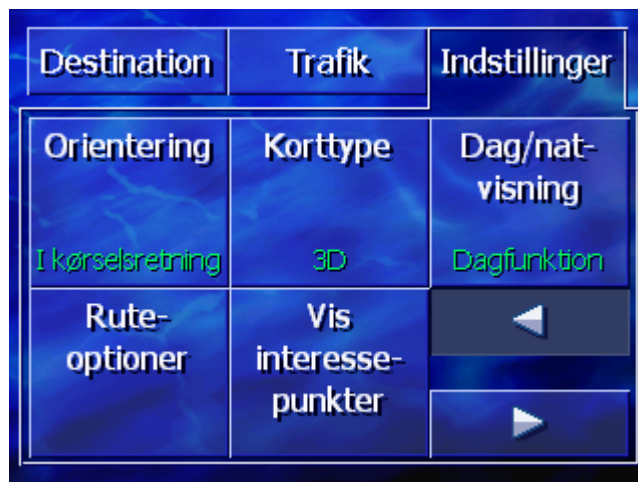 Destination
Trafik
Indstillinger
Orientering
I kørselsretning
Korttype
3D
Dag/nat-
visning
Dagfunktion
Rute-
optioner
Vis
interesse-
punkter